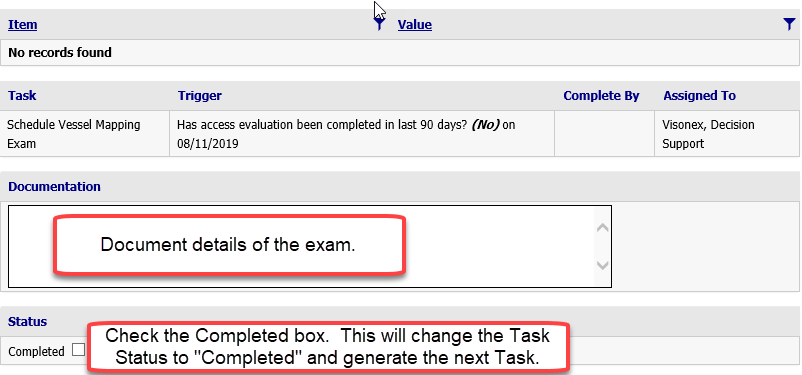 Item Value
No records found
Task Trigger Complete By Assigned To
Schedule Vessel Mapping Exam Has access evaluation been completed in last 90 days? (No) on 08/11/2019 Visonex, Decision Support
Documentation
Document details of the exam.
Status
Completed
Check the Completed box. This will change the Task
Status to "Completed" and generate the next Task.